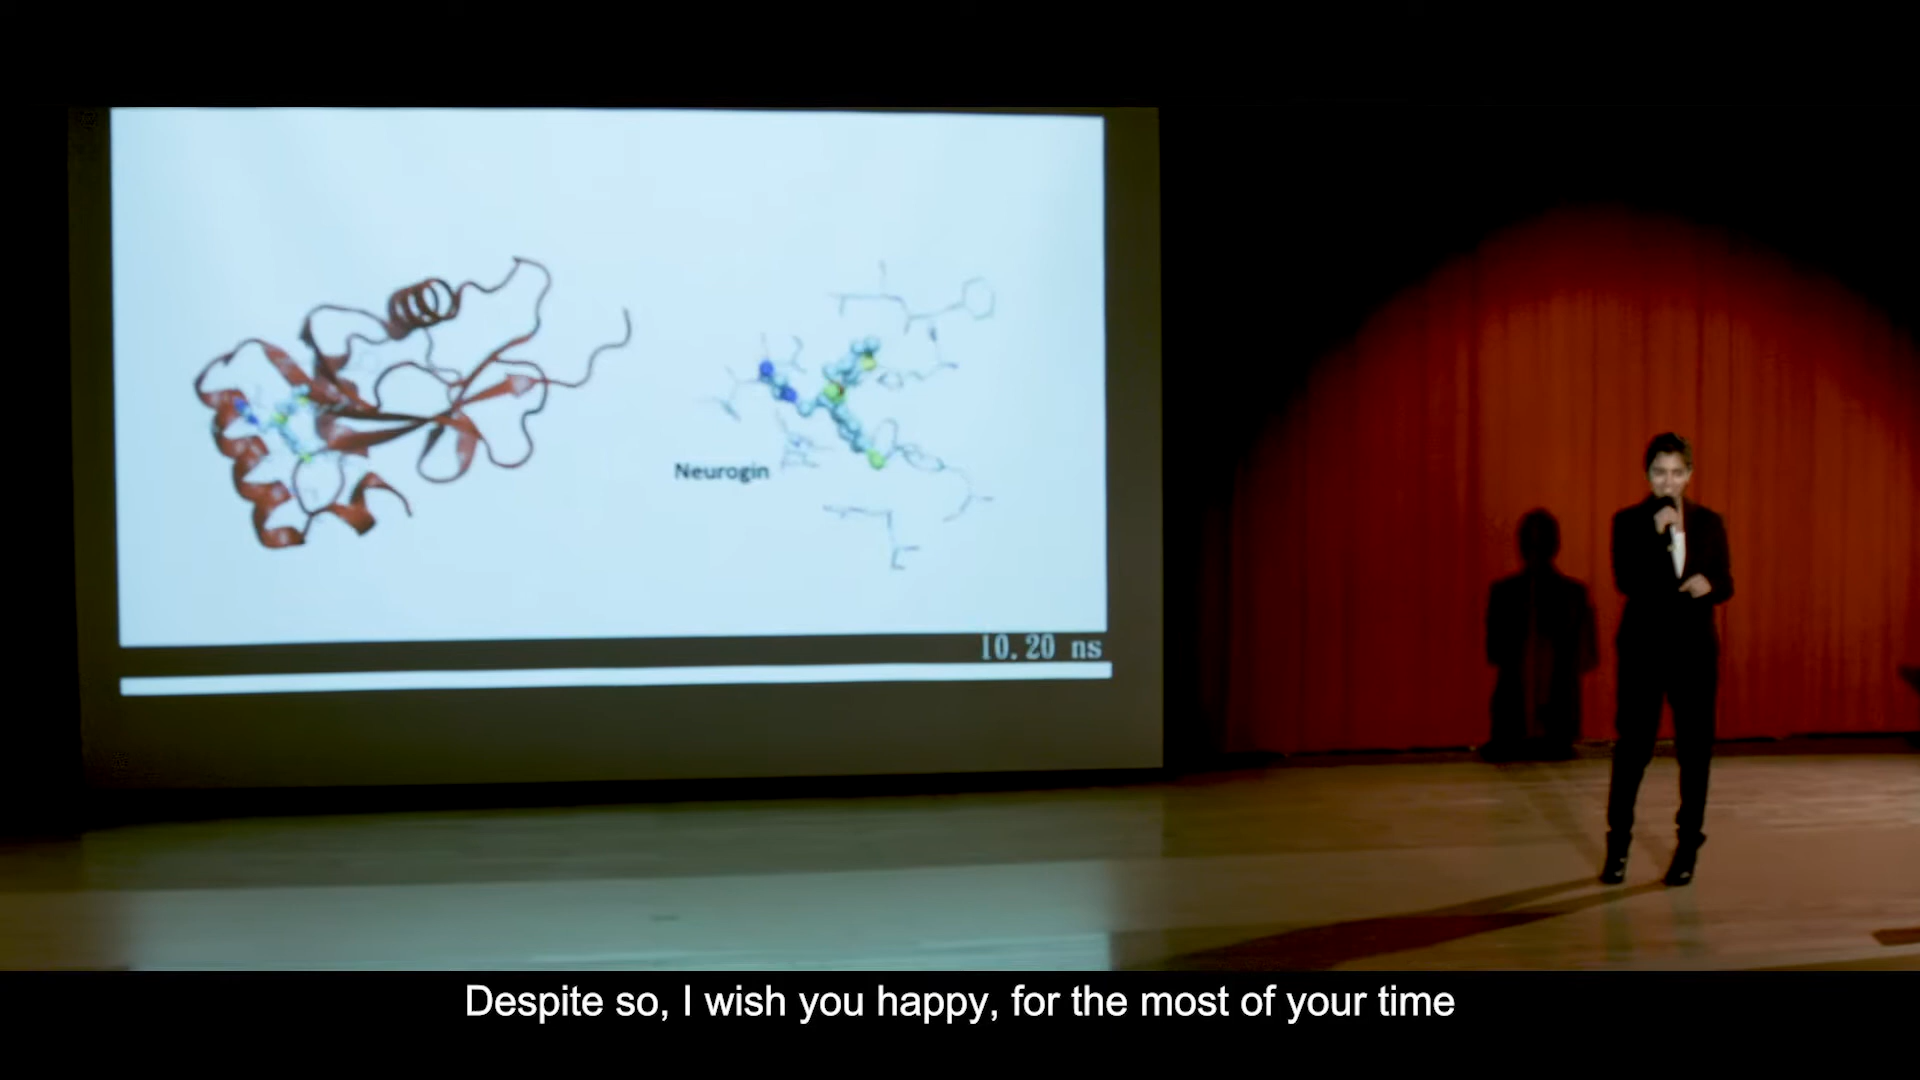 Neurogin
10.20 ns
Despite so, I wish you happy, for the most of your time